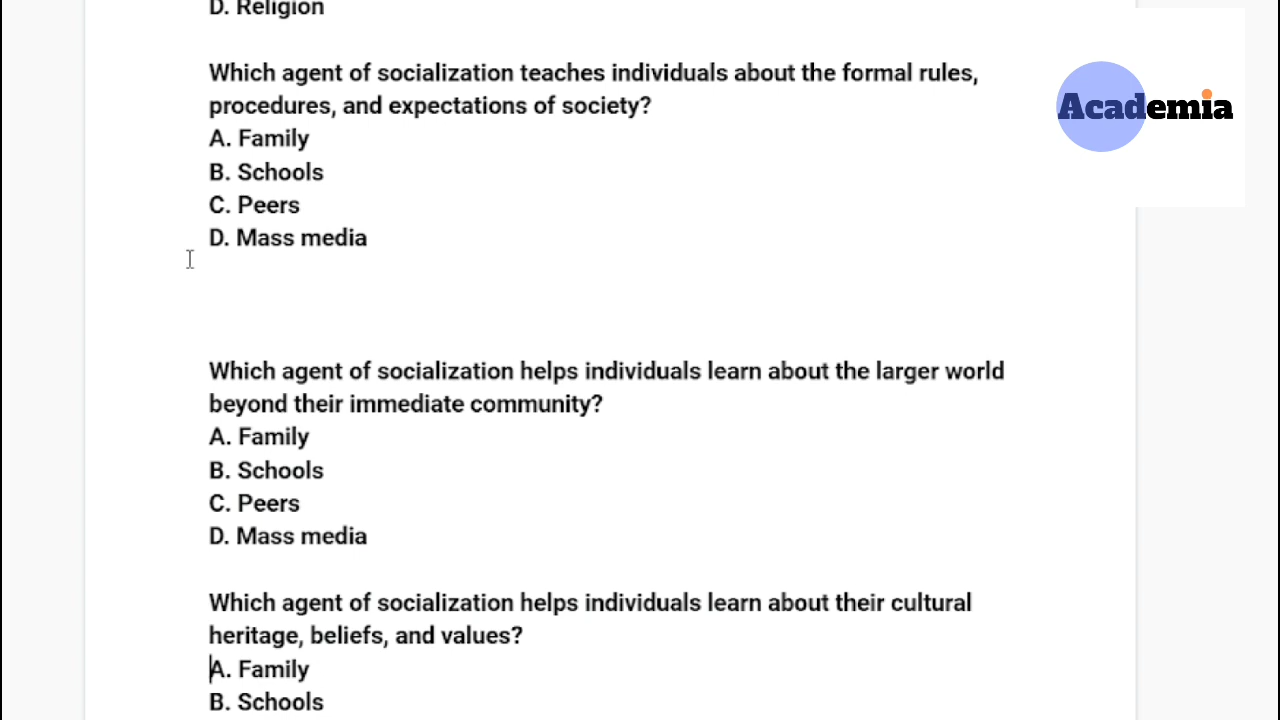 D. Religion
Which agent of socialization teaches individuals about the formal rules,
procedures, and expectations of society?
A. Family
B. Schools
C. Peers
D. Mass media
Which agent of socialization helps individuals learn about the larger world
beyond their immediate community?
A. Family
B. Schools
C. Peers
D. Mass media
Which agent of socialization helps individuals learn about their cultural
heritage, beliefs, and values?
A. Family
B. Schools
Academia